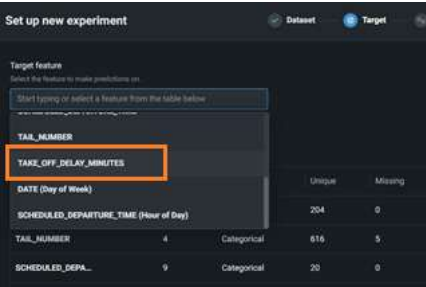 Set up new experiment
Dataset
Target
Target feature
Select the feature to make predictions on
Start typing or select a feature from the table below
TAIL_NUMBER
TAKE_OFF_DELAY_MINUTES
DATE (Day of Week)
SCHEDULED_DEPARTURE_TIME (Hour of Day)
Unique
Missing
204
0
TAIL_NUMBER
4
Categorical
616
5
SCHEDULED_DEPA...
9
Categorical
20
0